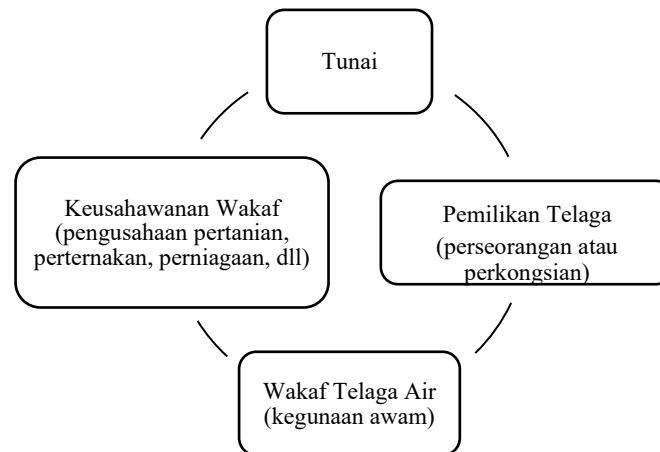 Tunai
Keusahawanan Wakaf
(pengusahaan pertanian,
perternakan, perniagaan, dll)
Pemilikan Telaga
(perseorangan atau
perkongsian)
Wakaf Telaga Air
(kegunaan awam)